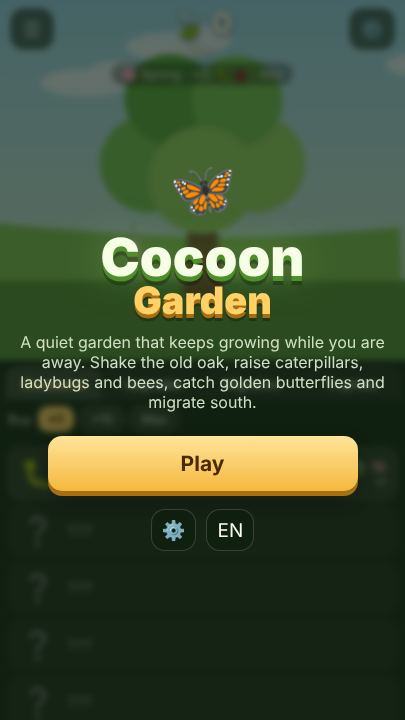 Cocoon
Garden
A quiet garden that keeps growing while you are
away. Shake the old oak, raise caterpillars,
ladybugs and bees, catch golden butterflies and
migrate south.
Play
EN